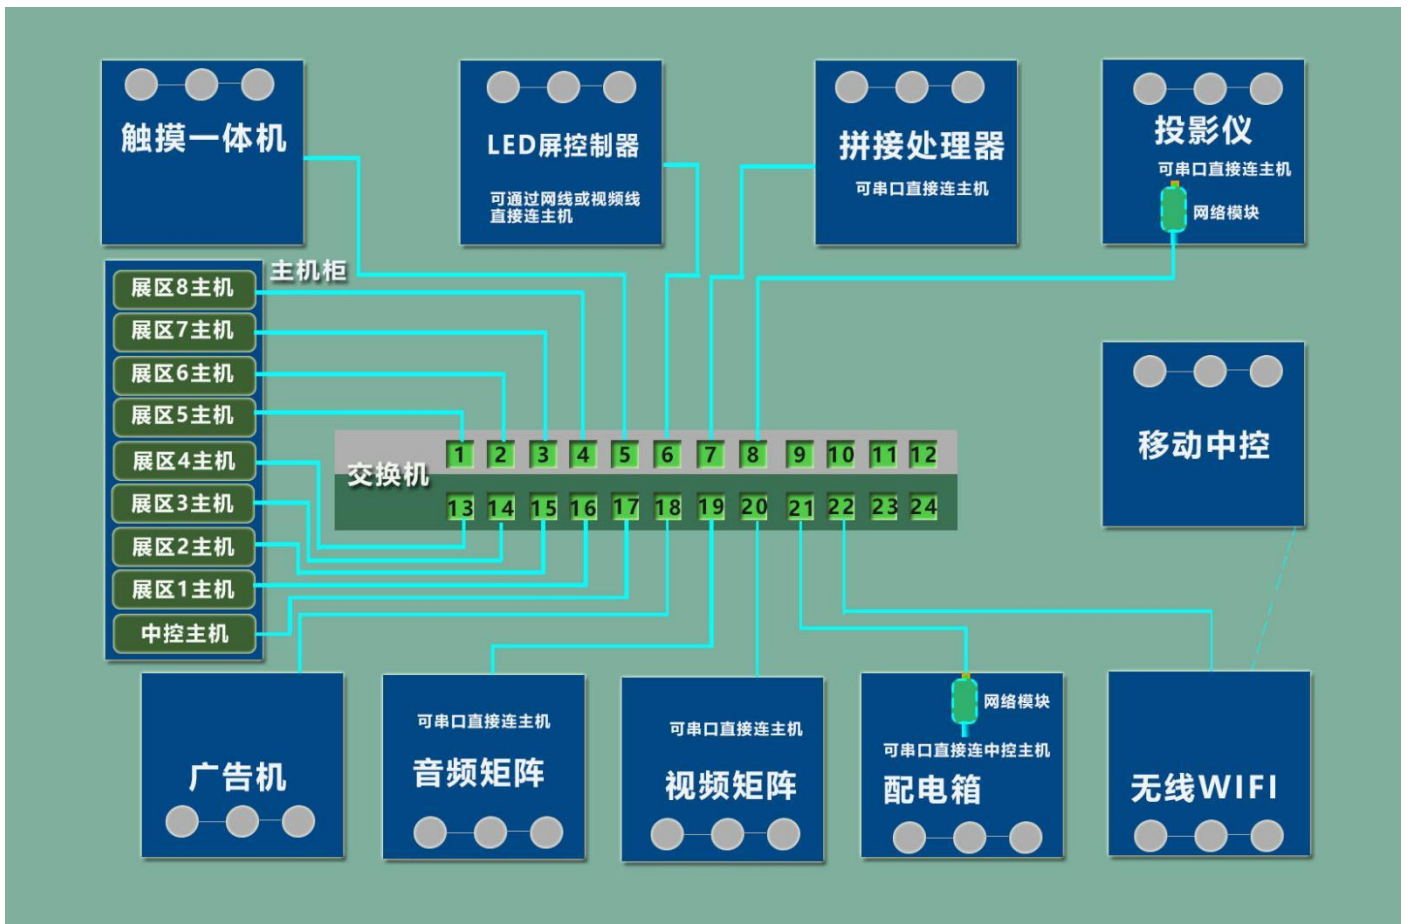 触摸一体机
LED屏控制器
可通过网线或视频线
直接连主机
拼接处理器
可串口直接连主机
投影仪
可串口直接连主机
网络模块
主机柜
展区8主机
展区7主机
展区6主机
展区5主机
展区4主机
展区3主机
展区2主机
展区1主机
中控主机
交换机
1 2 3 4 5 6 7 8 9 10 11 12
13 14 15 16 17 18 19 20 21 22 23 24
移动中控
广告机
可串口直接连主机
音频矩阵
可串口直接连主机
视频矩阵
网络模块
可串口直接连中控主机
配电箱
无线WIFI